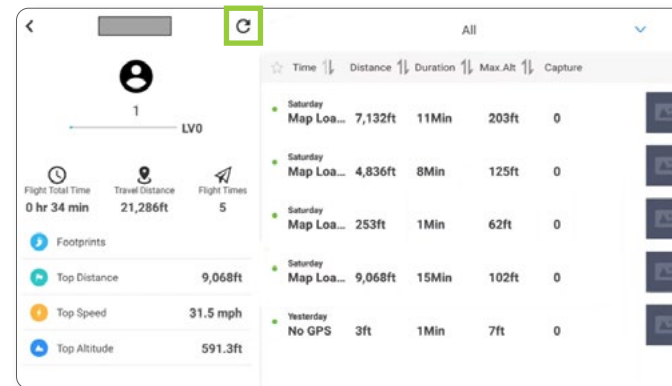 All
1
LV0
Flight Total Time Travel Distance Flight Times
0 hr 34 min 21,286ft 5
Footprints
Top Distance 9,068ft
Top Speed 31.5 mph
Top Altitude 591.3ft
Time Distance Duration Max.Alt Capture
Saturday
Map Loa... 7,132ft 11Min 203ft 0
Saturday
Map Loa... 4,836ft 8Min 125ft 0
Saturday
Map Loa... 253ft 1Min 62ft 0
Saturday
Map Loa... 9,068ft 15Min 102ft 0
Yesterday
No GPS 3ft 1Min 7ft 0